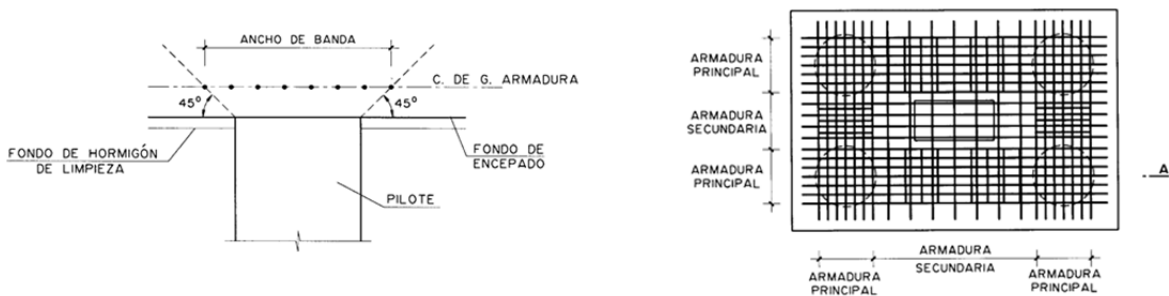 ANCHO DE BANDA
C. DE G. ARMADURA
45°
45°
FONDO DE HORMIGÓN
DE LIMPIEZA
FONDO DE
ENCEPADO
PILOTE
ARMADURA
PRINCIPAL
ARMADURA
SECUNDARIA
ARMADURA
PRINCIPAL
A
ARMADURA
SECUNDARIA
ARMADURA
PRINCIPAL
ARMADURA
PRINCIPAL